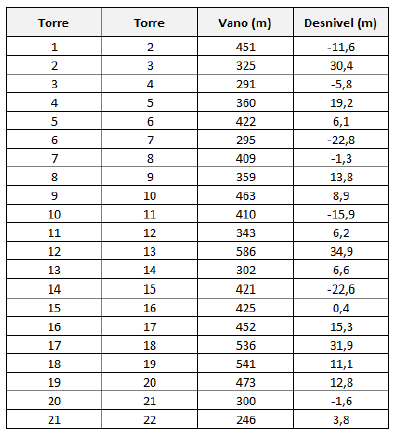 Torre Torre Vano (m) Desnivel (m)
1 2 451 -11,6
2 3 325 30,4
3 4 291 -5,8
4 5 360 19,2
5 6 422 6,1
6 7 295 -22,8
7 8 409 -1,3
8 9 359 13,8
9 10 463 8,9
10 11 410 -15,9
11 12 343 6,2
12 13 586 34,9
13 14 302 6,6
14 15 421 -22,6
15 16 425 0,4
16 17 452 15,3
17 18 536 31,9
18 19 541 11,1
19 20 473 12,8
20 21 300 -1,6
21 22 246 3,8